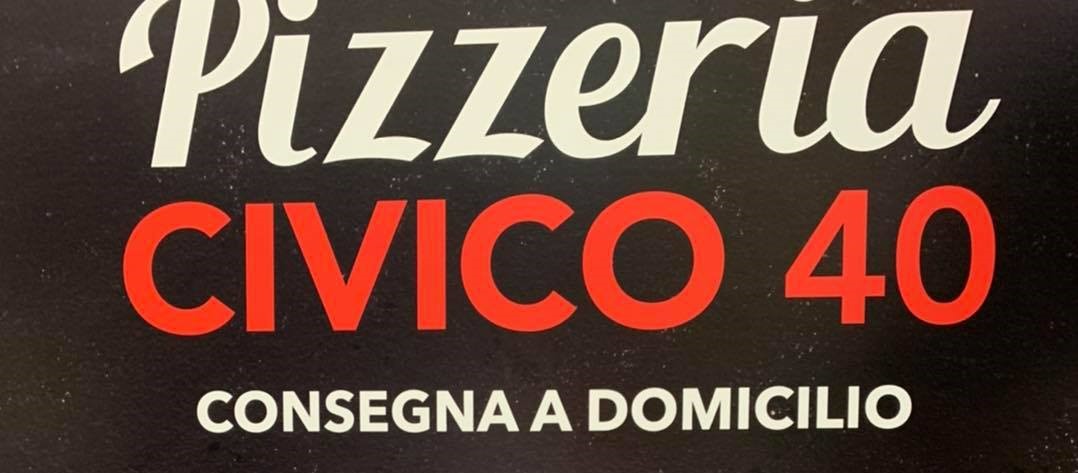 Pizzeria
CIVICO 40
CONSEGNA A DOMICILIO